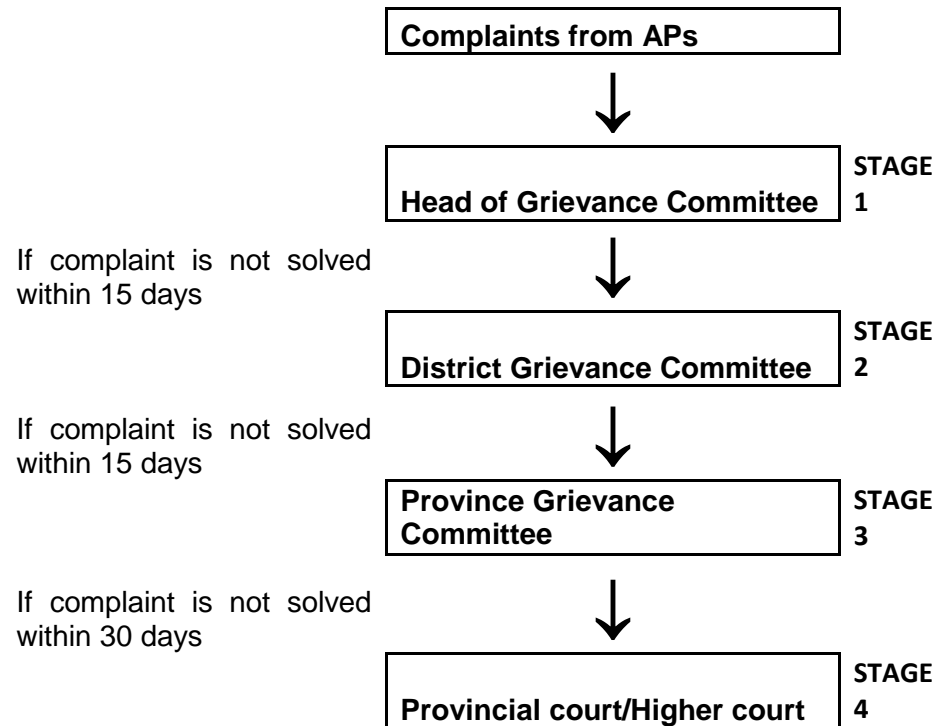 Complaints from APs
STAGE
Head of Grievance Committee 1
If complaint is not solved
within 15 days
STAGE
District Grievance Committee 2
If complaint is not solved
within 15 days
Province Grievance STAGE
Committee 3
If complaint is not solved
within 30 days
STAGE
Provincial court/Higher court 4